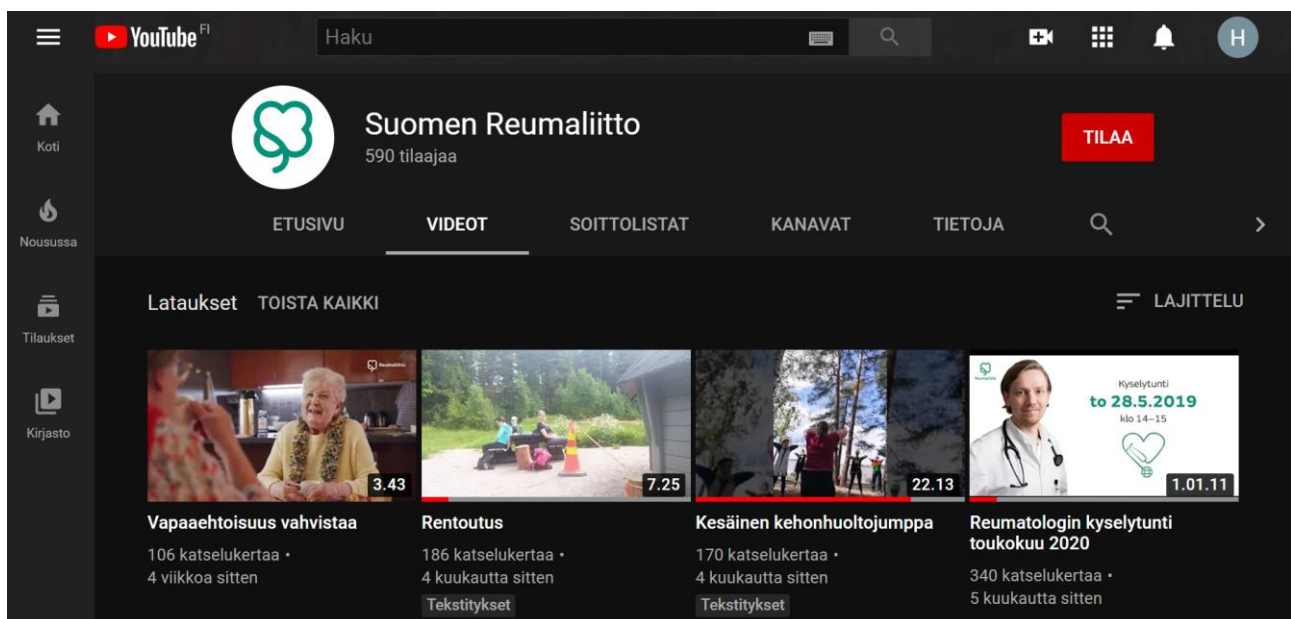 YouTube FI
Haku
H
Koti
Nousussa
Tilaukset
Kirjasto
Suomen Reumaliitto
590 tilaajaa
TILAA
ETUSIVU VIDEOT SOITTOLISTAT KANAVAT TIETOJA
Lataukset TOISTA KAIKKI
LAJITTELU
Reumaliitto
3.43
Vapaaehtoisuus vahvistaa
106 katselukertaa •
4 viikkoa sitten
7.25
Rentoutus
186 katselukertaa •
4 kuukautta sitten
Tekstitykset
22.13
Kesäinen kehonhuoltojumppa
170 katselukertaa •
4 kuukautta sitten
Tekstitykset
Reumaliitto
Kyselytunti
to 28.5.2019
klo 14–15
1.01.11
Reumatologin kyselytunti
toukokuu 2020
340 katselukertaa •
5 kuukautta sitten